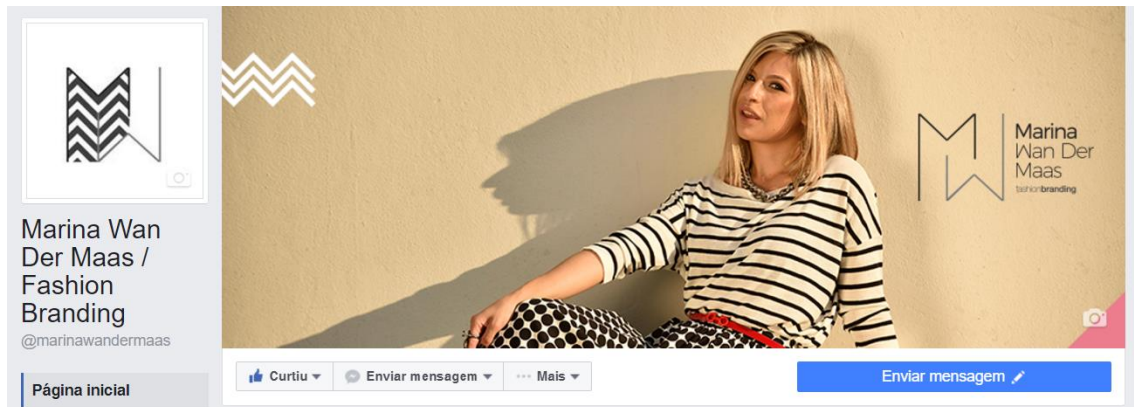 Marina Wan
Der Maas /
Fashion
Branding
@marinawandermaas
Página inicial
Marina
Wan Der
Maas
fashionbranding
Curtiu
Enviar mensagem
Mais
Enviar mensagem